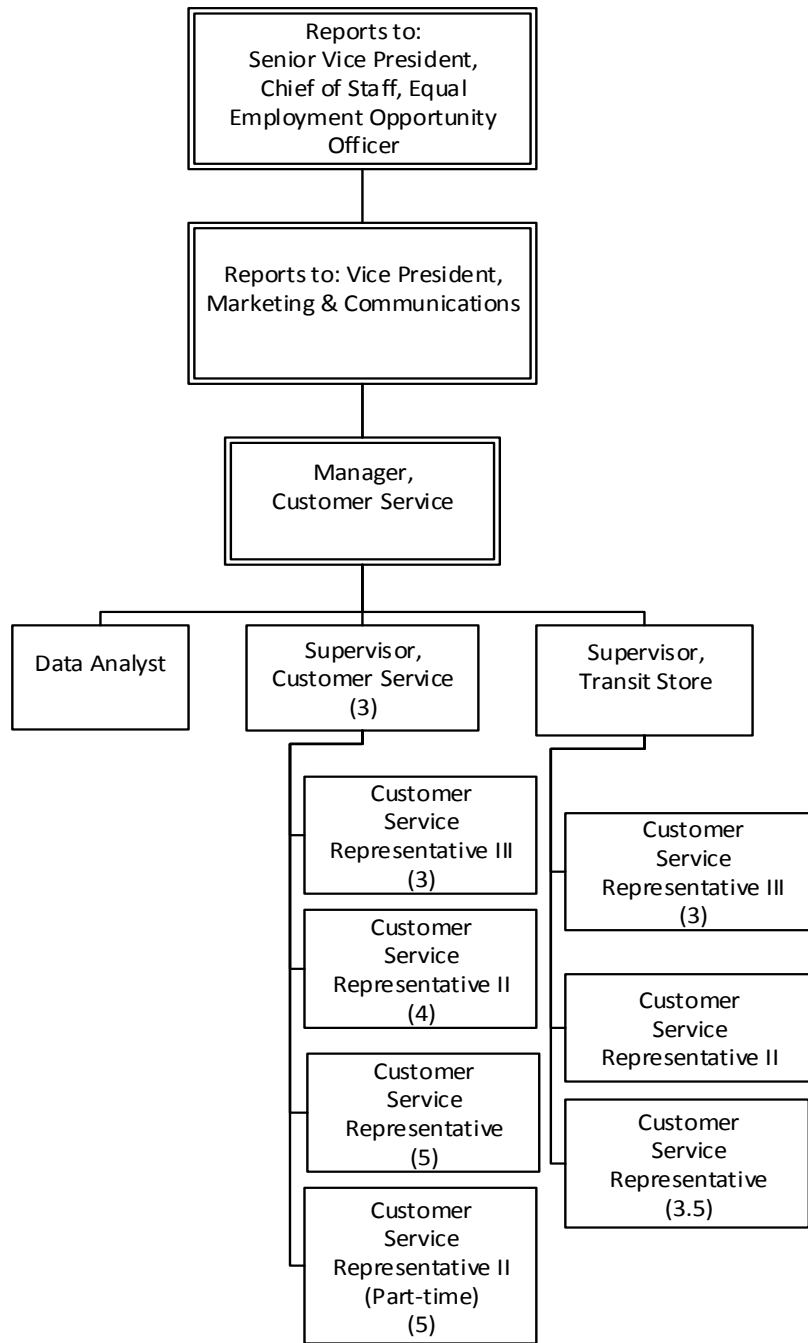 Reports to:
Senior Vice President,
Chief of Staff, Equal
Employment Opportunity
Officer
Reports to: Vice President,
Marketing & Communications
Manager,
Customer Service
Data Analyst
Supervisor,
Customer Service
(3)
Supervisor,
Transit Store
Customer
Service
Representative III
(3)
Customer
Service
Representative II
(4)
Customer
Service
Representative
(5)
Customer
Service
Representative II
(Part-time)
(5)
Customer
Service
Representative III
(3)
Customer
Service
Representative II
Customer
Service
Representative
(3.5)